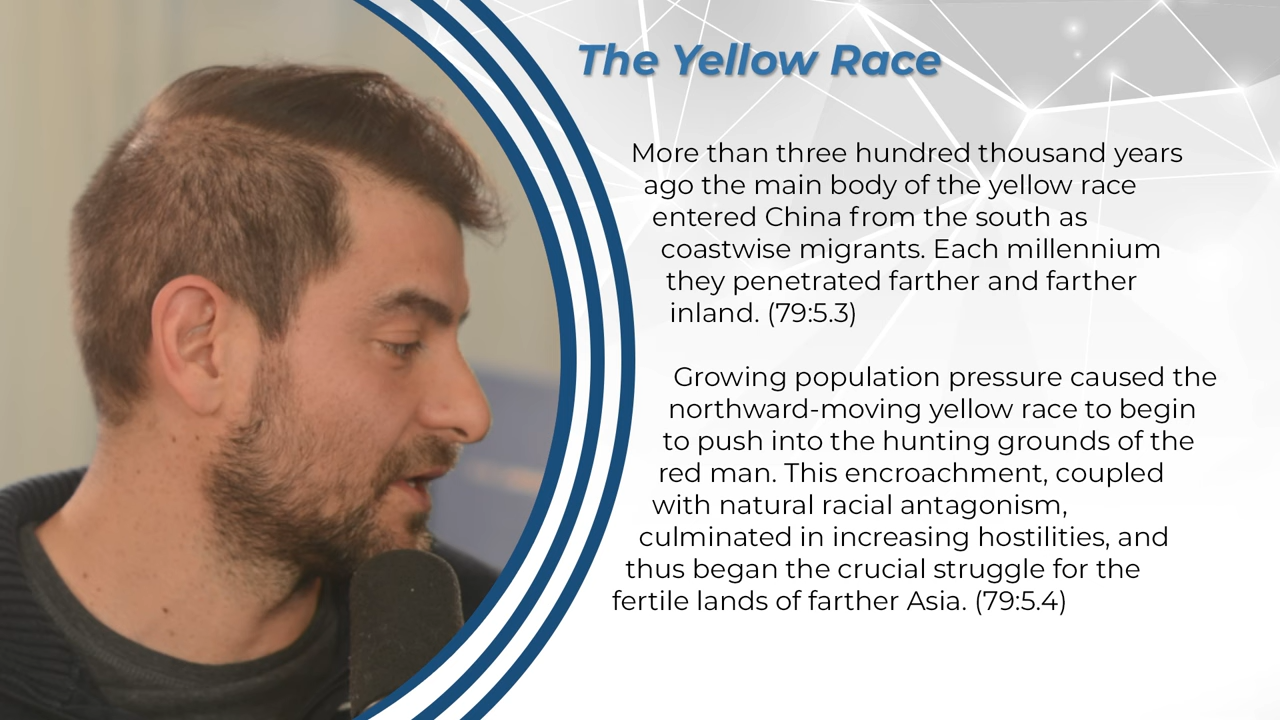 The Yellow Race
More than three hundred thousand years
ago the main body of the yellow race
entered China from the south as
coastwise migrants. Each millennium
they penetrated farther and farther
inland. (79:5.3)
Growing population pressure caused the
northward-moving yellow race to begin
to push into the hunting grounds of the
red man. This encroachment, coupled
with natural racial antagonism,
culminated in increasing hostilities, and
thus began the crucial struggle for the
fertile lands of farther Asia. (79:5.4)